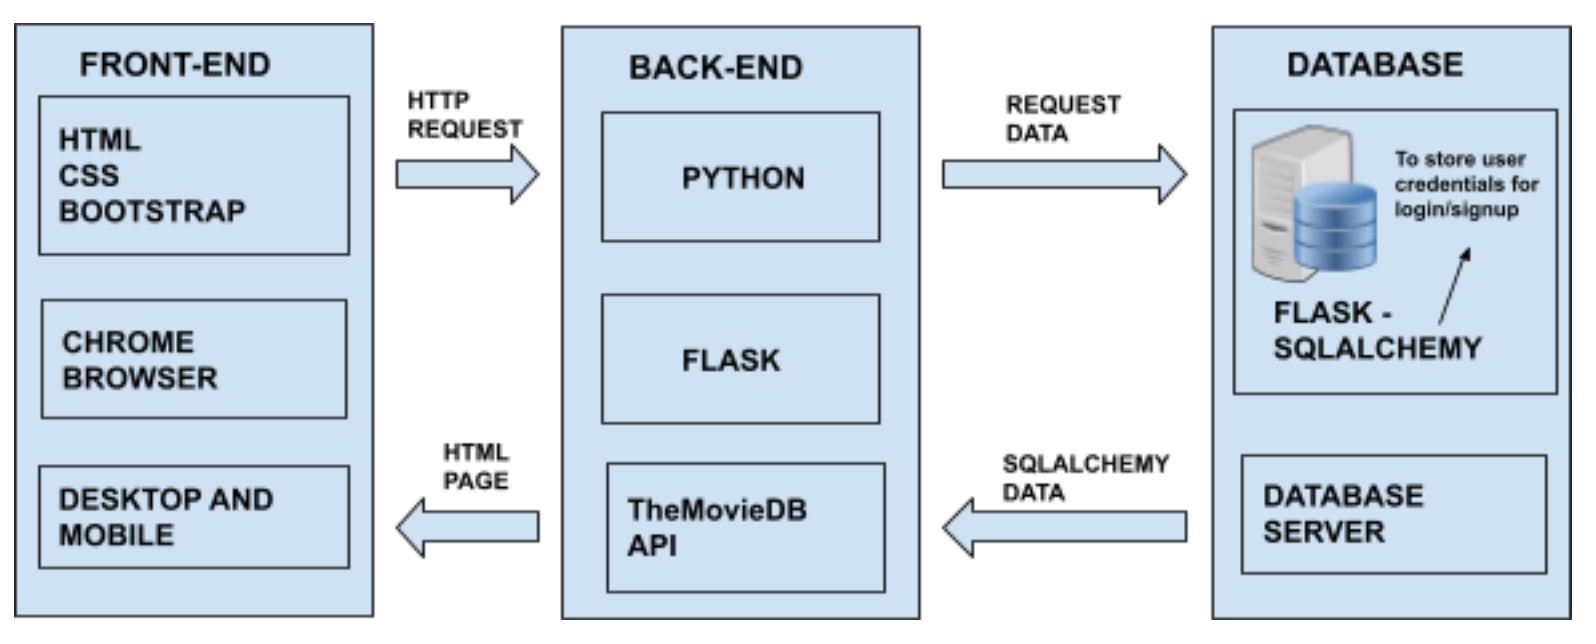 FRONT-END
HTML
CSS
BOOTSTRAP
CHROME
BROWSER
DESKTOP AND
MOBILE
HTTP
REQUEST
HTML
PAGE
BACK-END
PYTHON
FLASK
TheMovieDB
API
REQUEST
DATA
SQLALCHEMY
DATA
DATABASE
To store user
credentials for
login/signup
FLASK -
SQLALCHEMY
DATABASE
SERVER